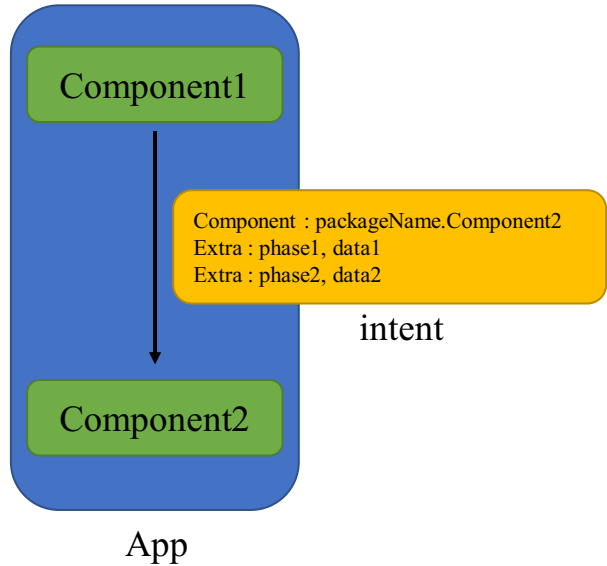 Component1
Component : packageName.Component2
Extra : phase1, data1
Extra : phase2, data2
intent
Component2
App